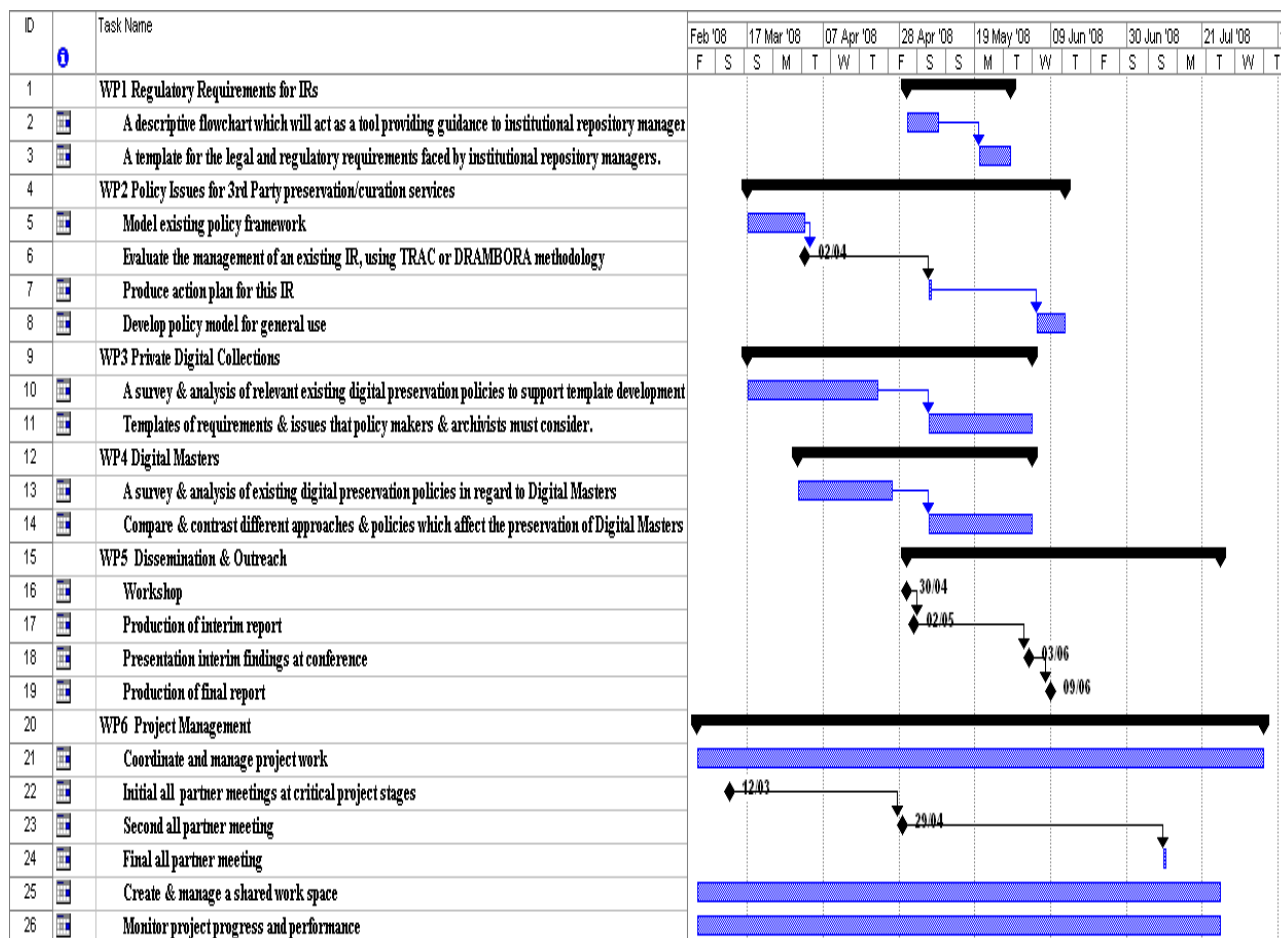 ID Task Name
Feb '08 17 Mar '08 07 Apr '08 28 Apr '08 19 May '08 09 Jun '08 30 Jun '08 21 Jul '08
F S S M T W T F S S M T W T F S S M T W T
1 WP1 Regulatory Requirements for IRs
2 A descriptive flowchart which will act as a tool providing guidance to institutional repository manager
3 A template for the legal and regulatory requirements faced by institutional repository managers.
4 WP2 Policy Issues for 3rd Party preservation/curation services
5 Model existing policy framework
6 Evaluate the management of an existing IR, using TRAC or DRAMBORA methodology 02/04
7 Produce action plan for this IR
8 Develop policy model for general use
9 WP3 Private Digital Collections
10 A survey & analysis of relevant existing digital preservation policies to support template development
11 Templates of requirements & issues that policy makers & archivists must consider.
12 WP4 Digital Masters
13 A survey & analysis of existing digital preservation policies in regard to Digital Masters
14 Compare & contrast different approaches & policies which affect the preservation of Digital Masters
15 WP5 Dissemination & Outreach
16 Workshop 30/04
17 Production of interim report 02/05
18 Presentation interim findings at conference 03/06
19 Production of final report 09/06
20 WP6 Project Management
21 Coordinate and manage project work
22 Initial all partner meetings at critical project stages 12/03
23 Second all partner meeting 29/04
24 Final all partner meeting
25 Create & manage a shared work space
26 Monitor project progress and performance